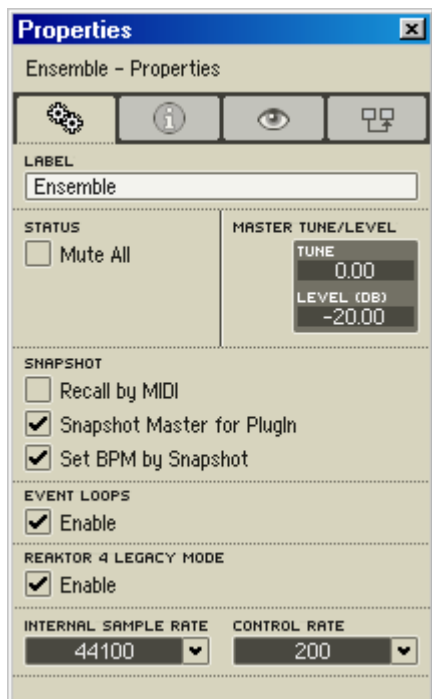 Properties
Ensemble - Properties
LABEL
Ensemble
STATUS
Mute All
MASTER TUNE/LEVEL
TUNE
0.00
LEVEL (DB)
-20.00
SNAPSHOT
Recall by MIDI
Snapshot Master for PlugIn
Set BPM by Snapshot
EVENT LOOPS
Enable
REAKTOR 4 LEGACY MODE
Enable
INTERNAL SAMPLE RATE
44100
CONTROL RATE
200